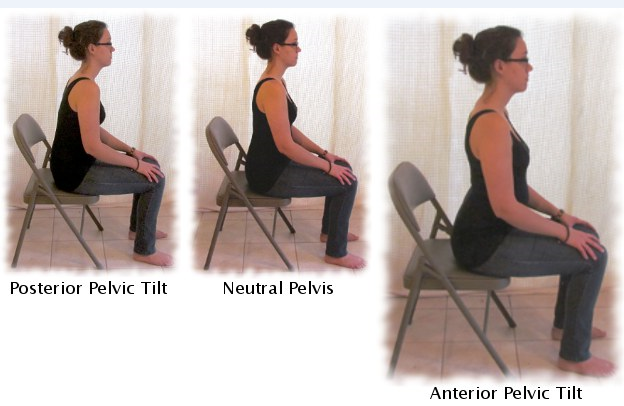 Posterior Pelvic Tilt
Neutral Pelvis
Anterior Pelvic Tilt